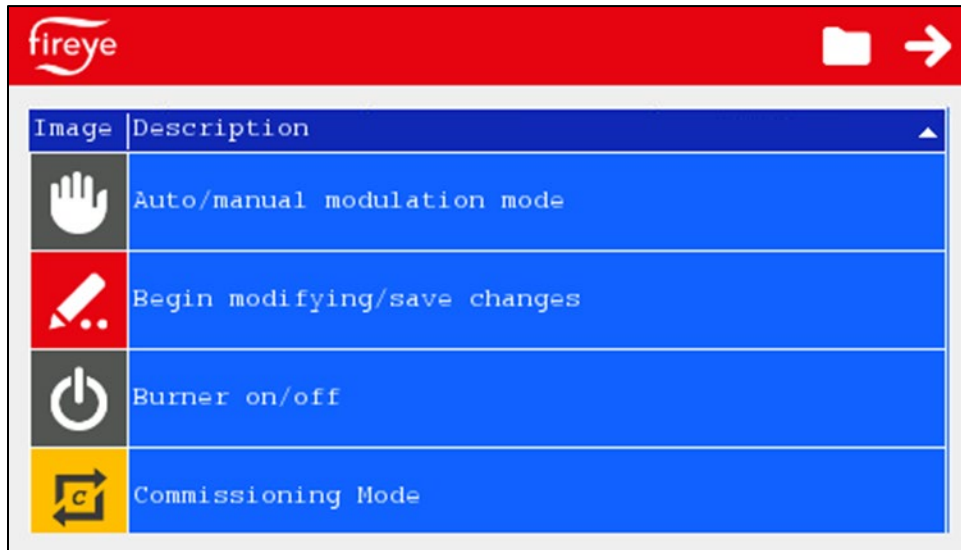 fireye
Image Description
Auto/manual modulation mode
Begin modifying/save changes
Burner on/off
C Commissioning Mode